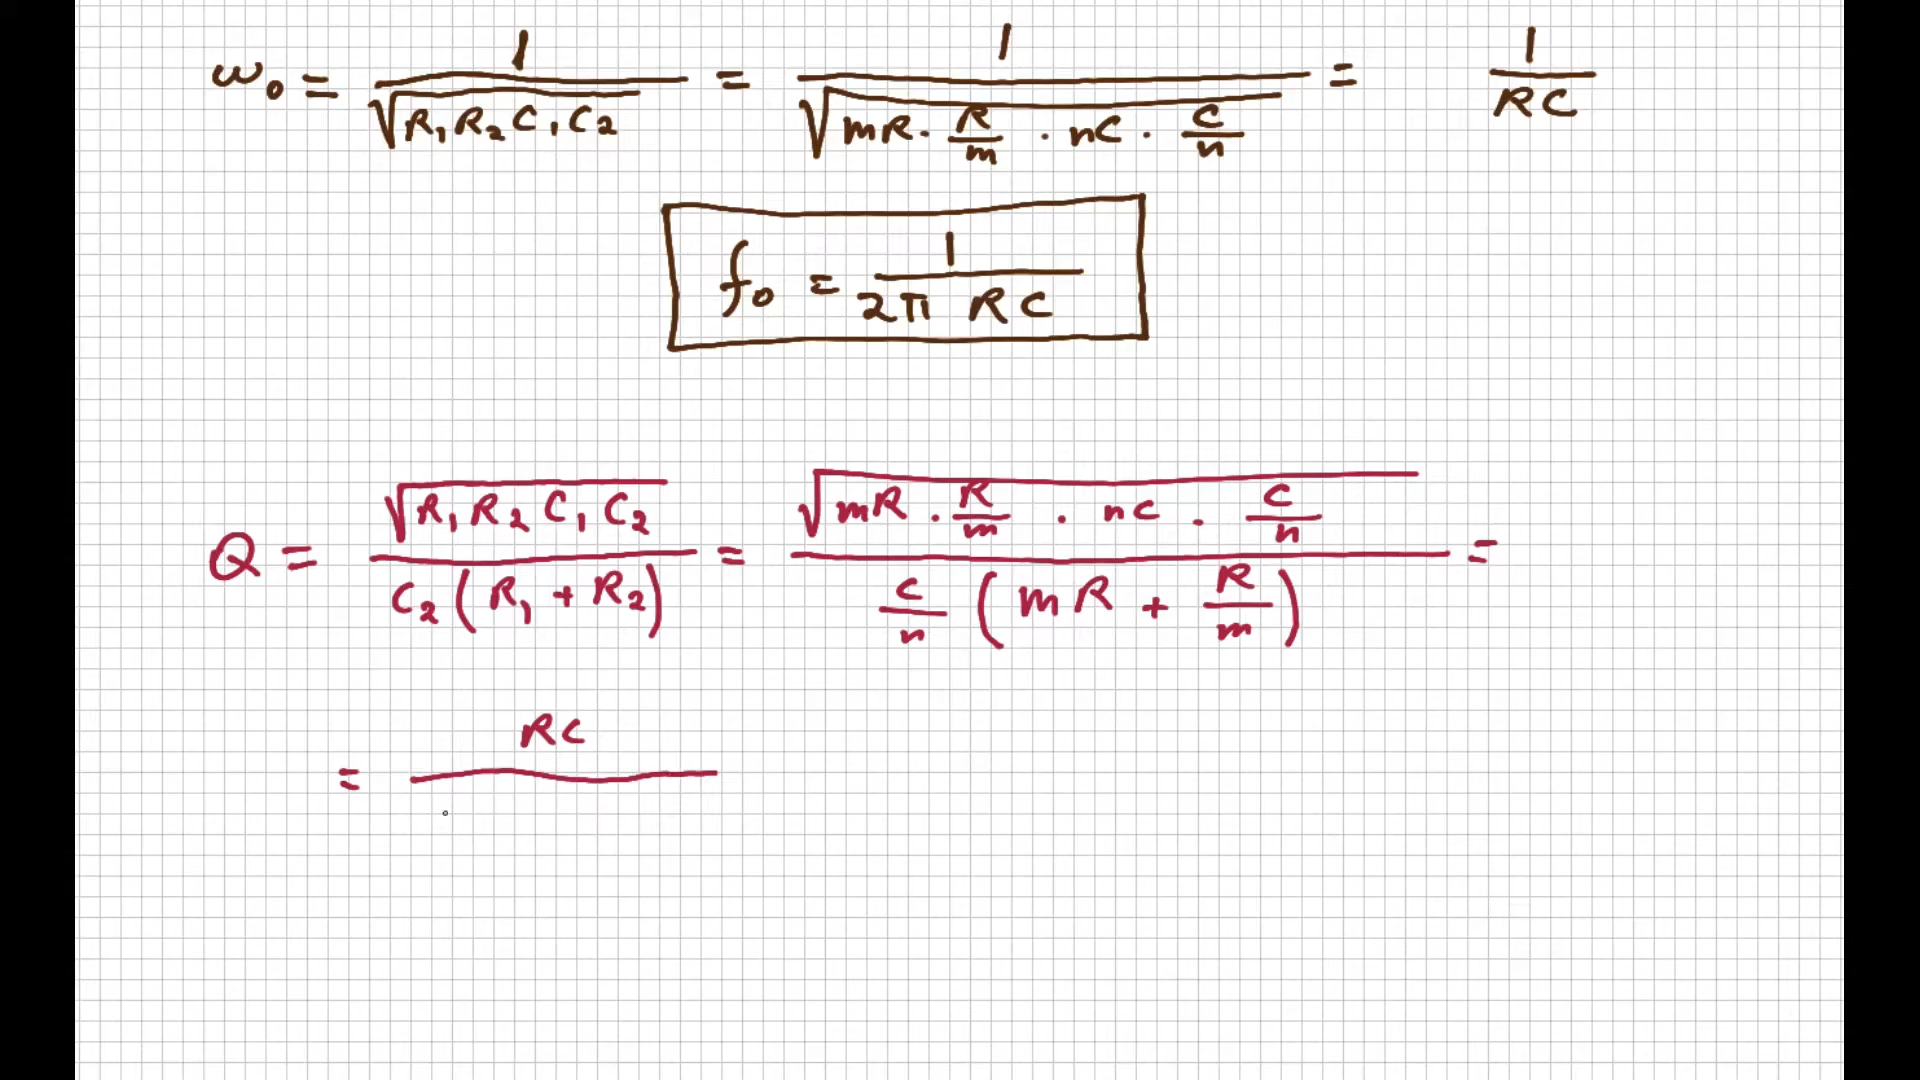 ω₀ = 1/√(R₁R₂C₁C₂) = 1/√(mR · R/m · nC · C/n) = 1/RC
f₀ = 1/(2π RC)
Q = √(R₁R₂C₁C₂)/(C₂(R₁ + R₂)) = √(mR · R/m · nC · C/n)/(C/n (mR + R/m)) =
= RC/